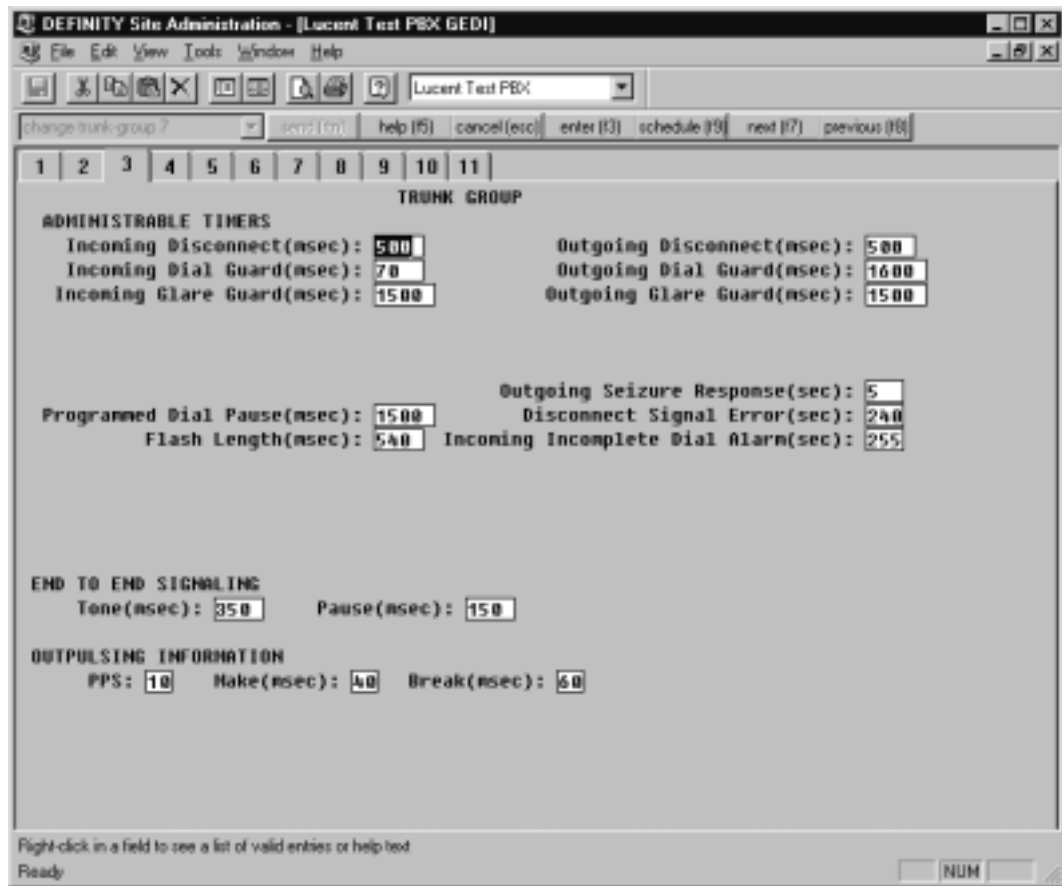 DEFINITY Site Administration - [Lucent Test PBX GEDI]
File Edit View Tools Window Help
Lucent Test PBX
change trunk-group 7 send (rtn) help (f5) cancel (esc) enter (f3) schedule (f9) next (f7) previous (f8)
1 2 3 4 5 6 7 8 9 10 11
TRUNK GROUP
ADMINISTRABLE TIMERS
Incoming Disconnect(msec): 500 Outgoing Disconnect(msec): 500
Incoming Dial Guard(msec): 70 Outgoing Dial Guard(msec): 1600
Incoming Glare Guard(msec): 1500 Outgoing Glare Guard(msec): 1500
Outgoing Seizure Response(sec): 5
Programmed Dial Pause(msec): 1500 Disconnect Signal Error(sec): 240
Flash Length(msec): 540 Incoming Incomplete Dial Alarm(sec): 255
END TO END SIGNALING
Tone(msec): 350 Pause(msec): 150
OUTPULSING INFORMATION
PPS: 10 Make(msec): 40 Break(msec): 60
Right-click in a field to see a list of valid entries or help text
Ready NUM